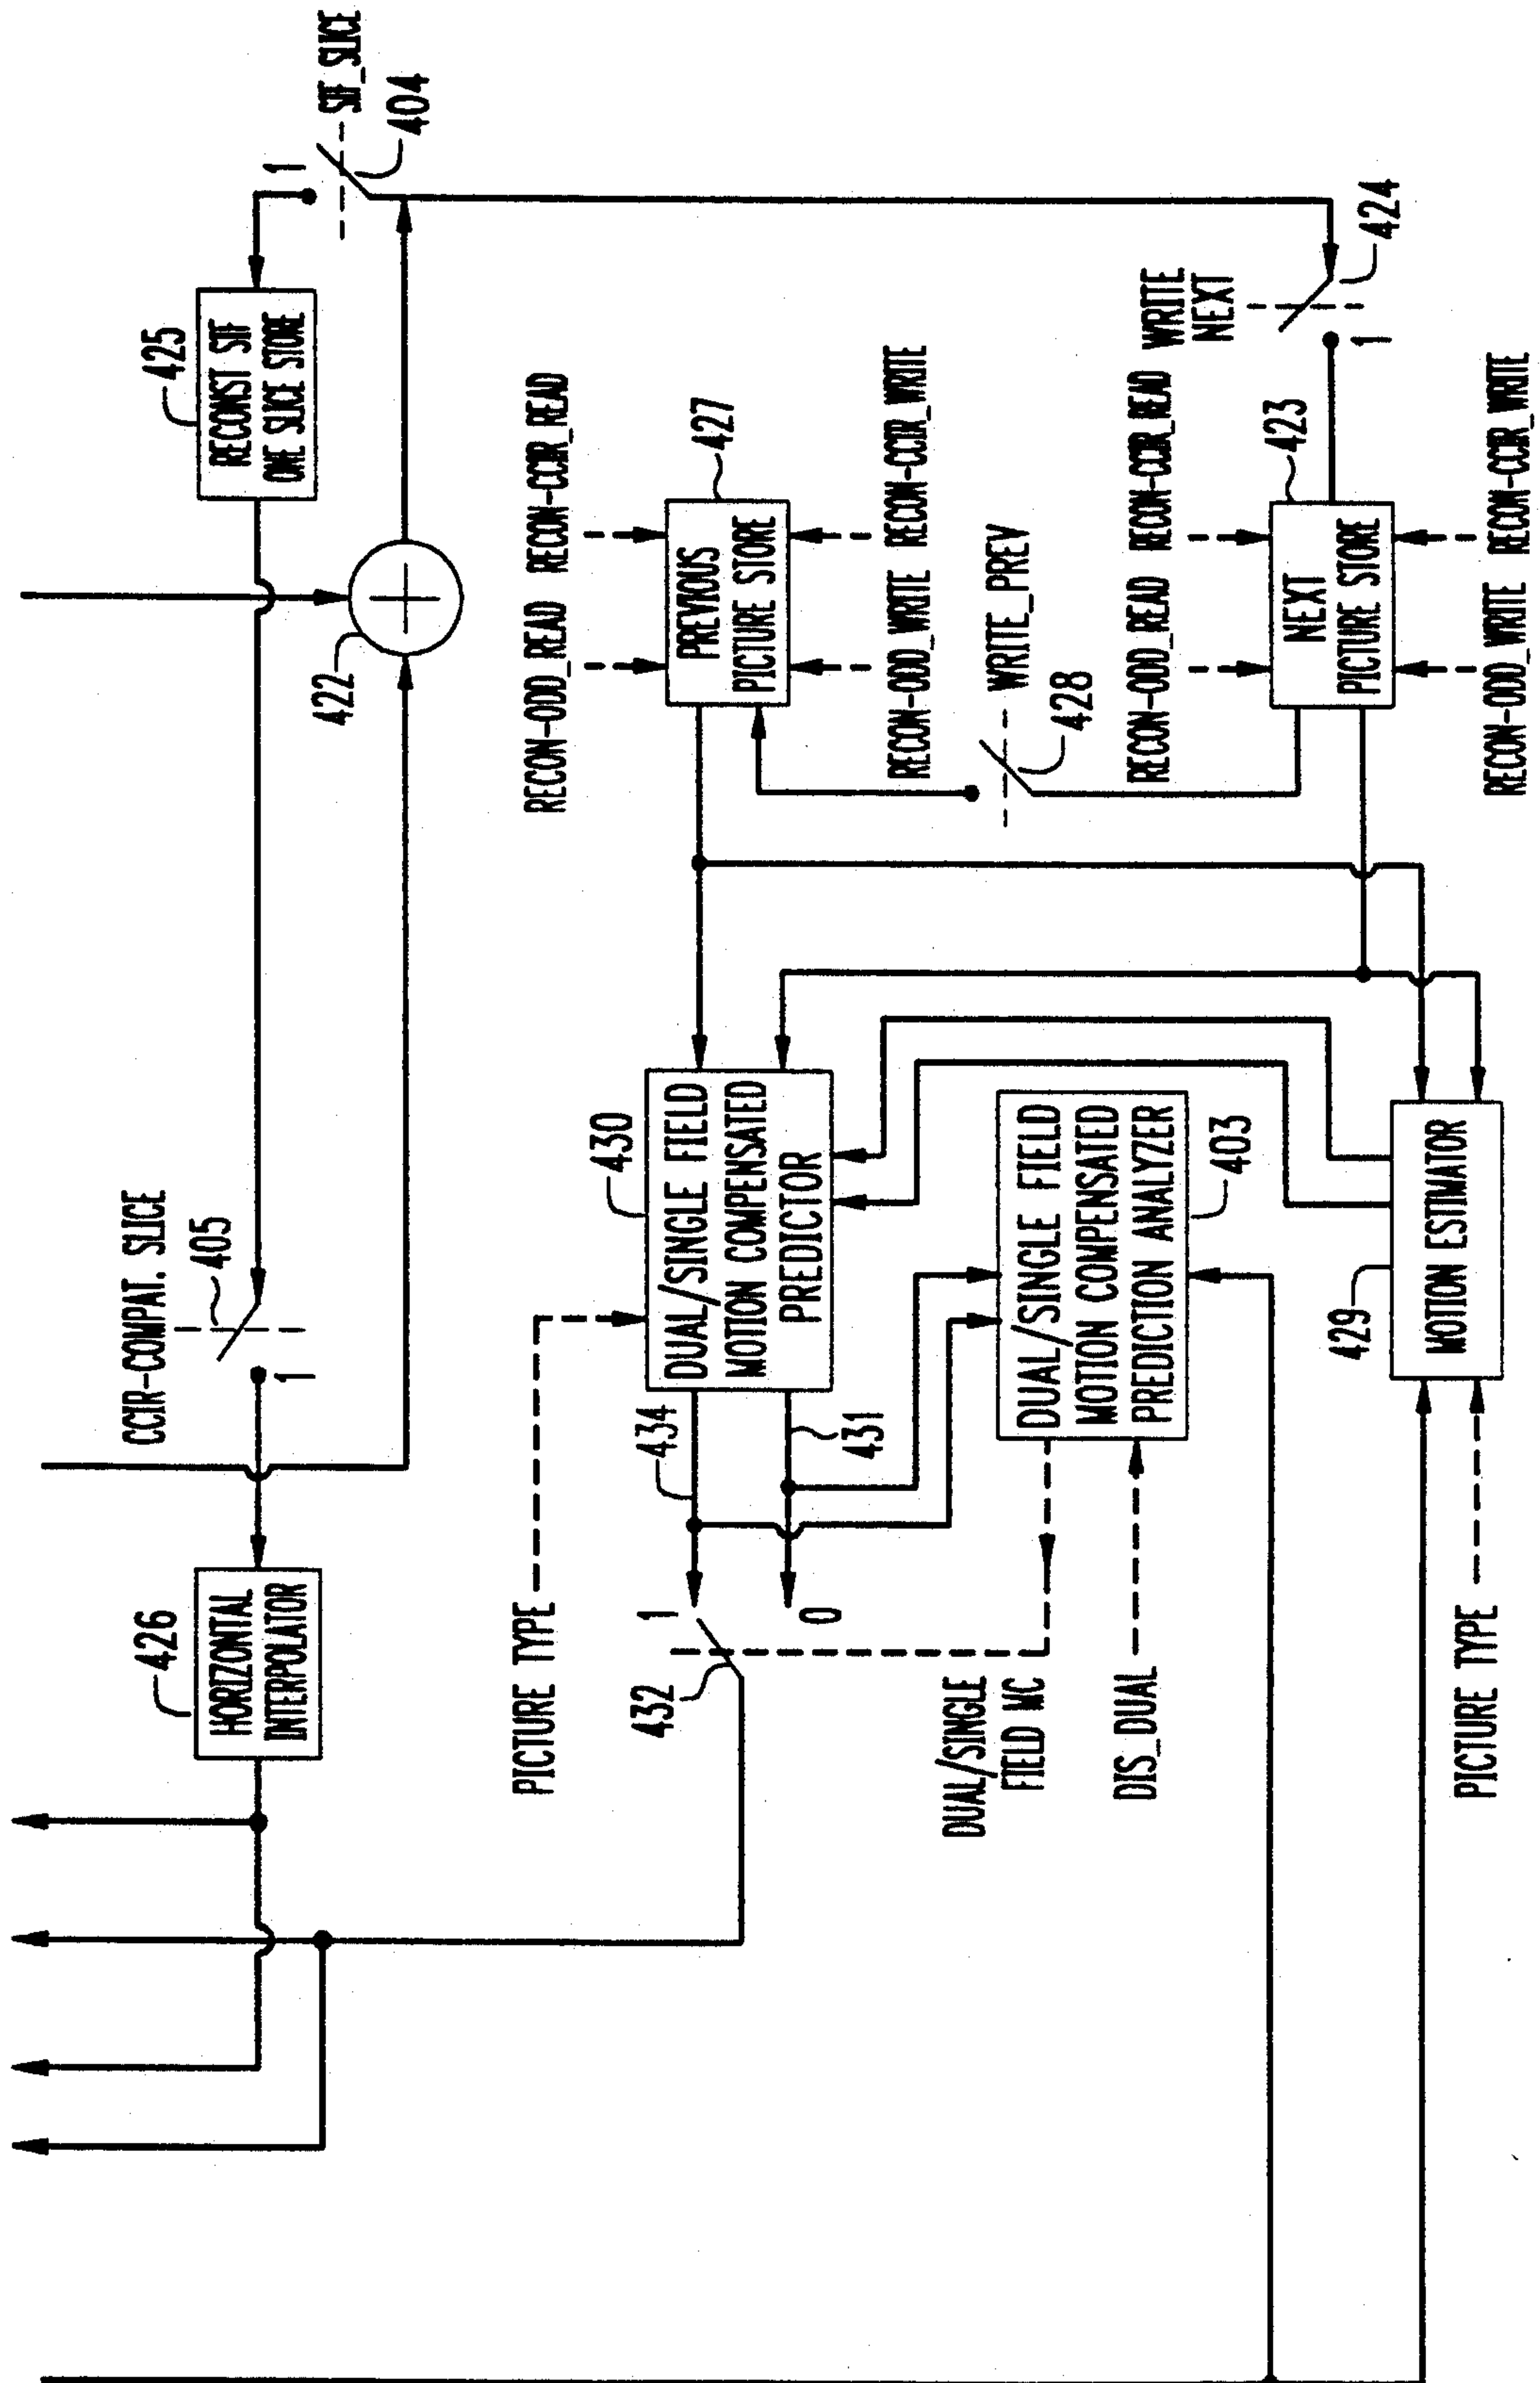 SIF_SLICE
1
404
425
RECONST SIF
ONE SLICE STORE
422
CCIR-COMPAT. SLICE
405
1
426
HORIZONTAL
INTERPOLATOR
RECON-ODD_READ RECON-CCIR_READ
427
PREVIOUS
PICTURE STORE
RECON-ODD_WRITE RECON-CCIR_WRITE
WRITE_PREV
428
RECON-ODD_READ RECON-CCIR_READ
WRITE
NEXT
424
1
423
NEXT
PICTURE STORE
RECON-ODD_WRITE RECON-CCIR_WRITE
PICTURE TYPE
430
DUAL/SINGLE FIELD
MOTION COMPENSATED
PREDICTOR
434
431
1
0
432
DUAL/SINGLE FIELD
MOTION COMPENSATED
PREDICTION ANALYZER
403
DUAL/SINGLE
FIELD MC
DIS_DUAL
429
MOTION ESTIMATOR
PICTURE TYPE